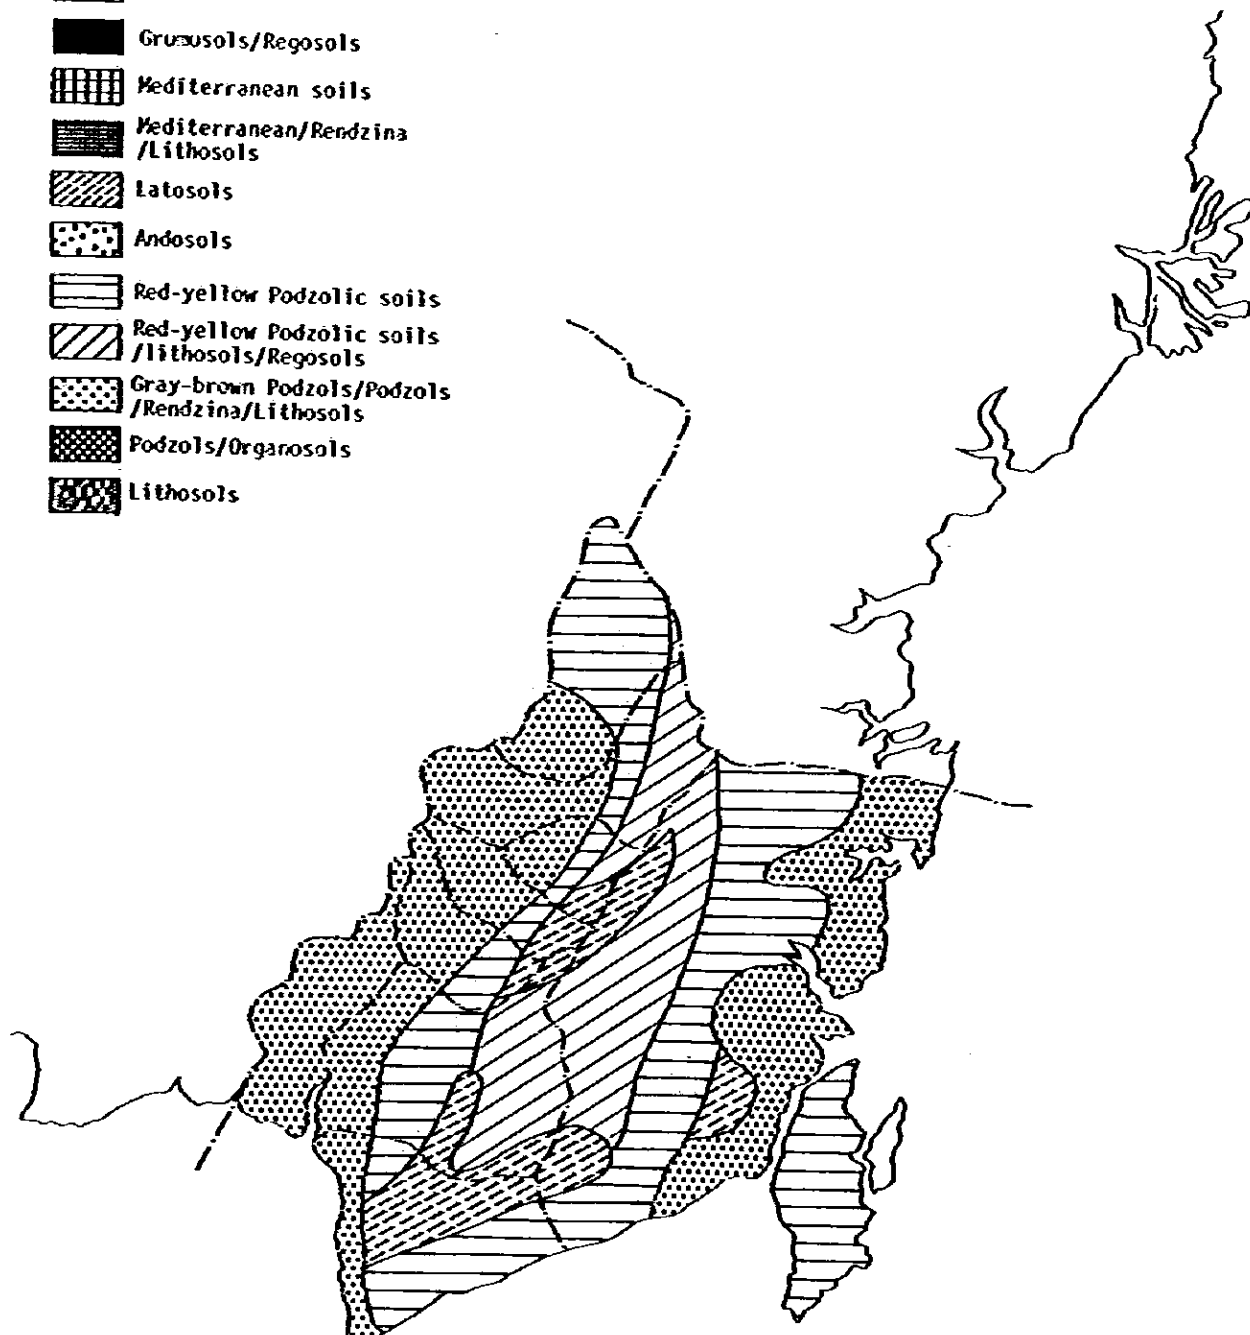 Grumusols/Regosols
Mediterranean soils
Mediterranean/Rendzina
/Lithosols
Latosols
Andosols
Red-yellow Podzolic soils
Red-yellow Podzolic soils
/lithosols/Regosols
Gray-brown Podzols/Podzols
/Rendzina/Lithosols
Podzols/Organosols
Lithosols